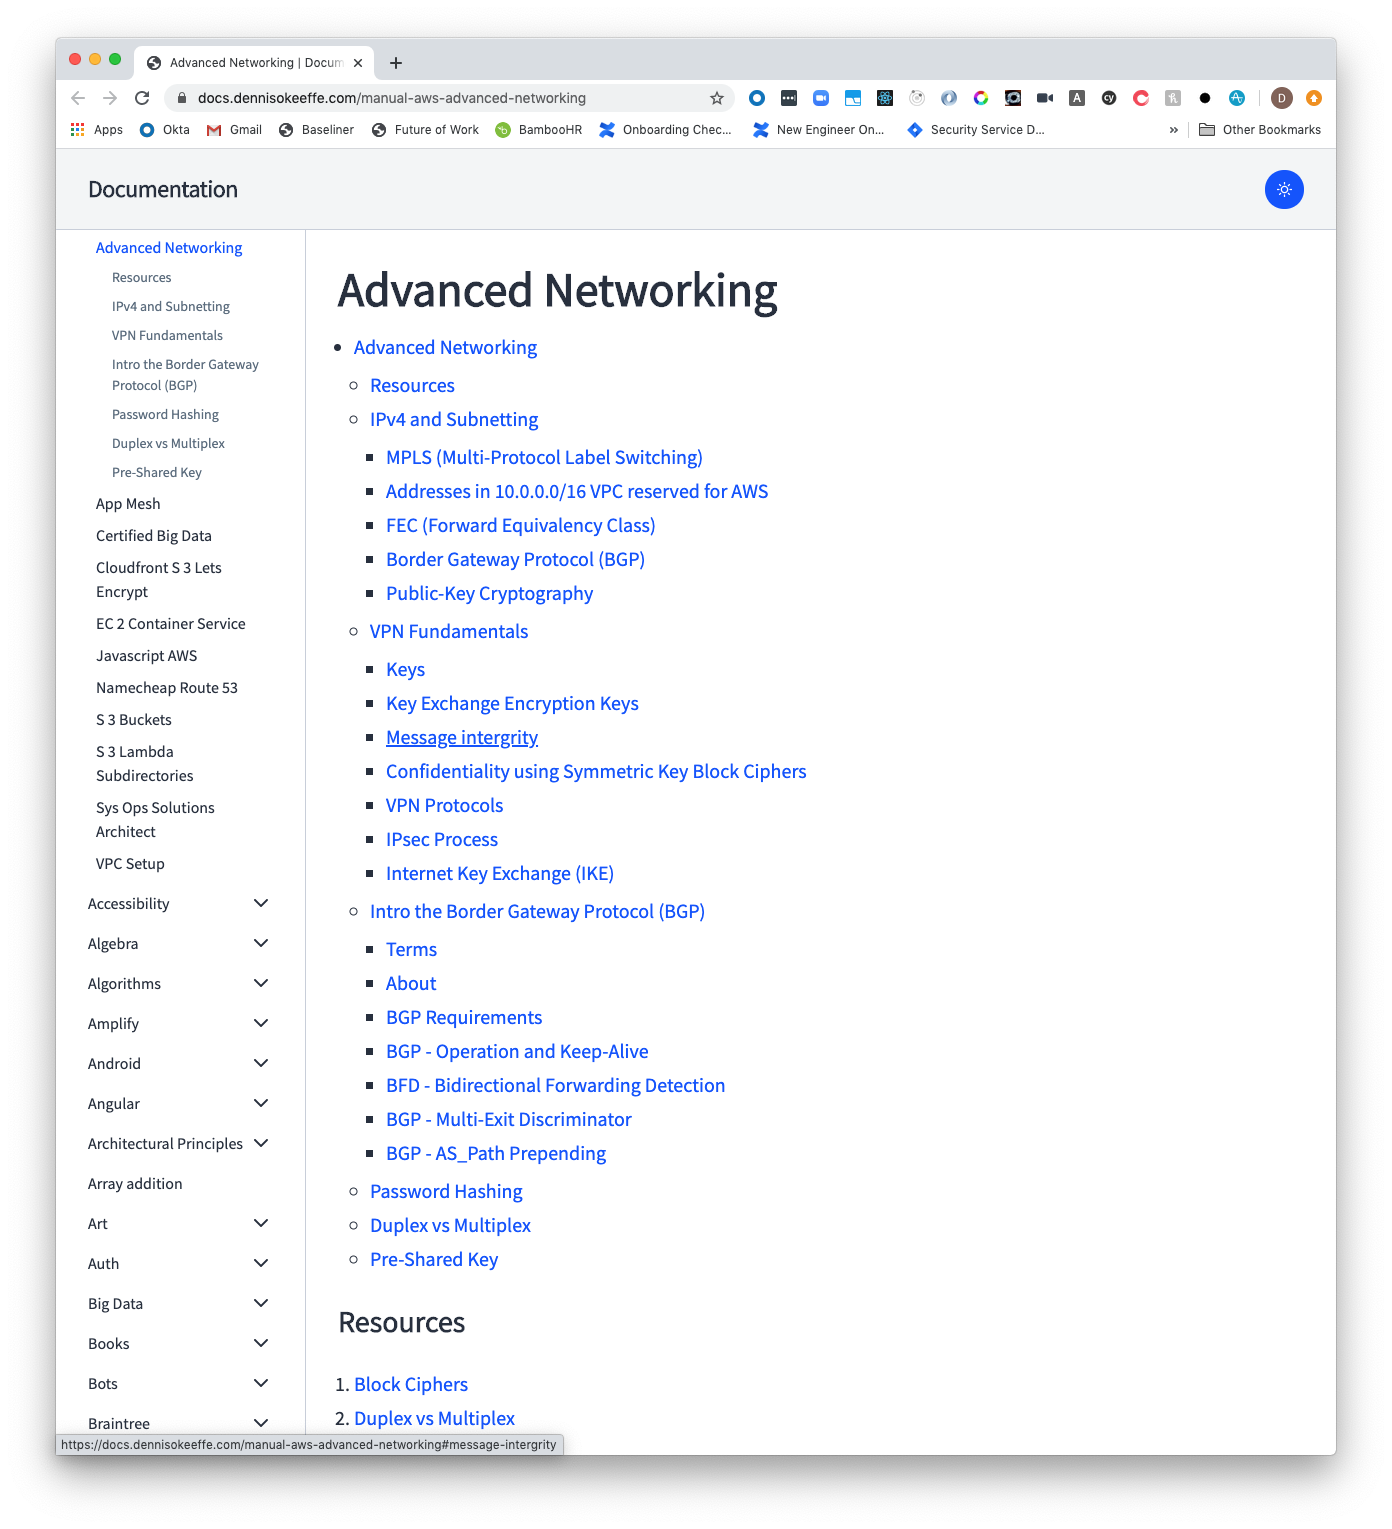 Advanced Networking | Docum
docs.dennisokeeffe.com/manual-aws-advanced-networking
A
cy
D
Apps
Okta
Gmail
Baseliner
Future of Work
BambooHR
Onboarding Chec...
New Engineer On...
Security Service D...
»
Other Bookmarks
Documentation
Advanced Networking
Resources
IPv4 and Subnetting
VPN Fundamentals
Intro the Border Gateway
Protocol (BGP)
Password Hashing
Duplex vs Multiplex
Pre-Shared Key
App Mesh
Certified Big Data
Cloudfront S 3 Lets
Encrypt
EC 2 Container Service
Javascript AWS
Namecheap Route 53
S 3 Buckets
S 3 Lambda
Subdirectories
Sys Ops Solutions
Architect
VPC Setup
Accessibility
Algebra
Algorithms
Amplify
Android
Angular
Architectural Principles
Array addition
Art
Auth
Big Data
Books
Bots
Braintree
Advanced Networking
Advanced Networking
Resources
IPv4 and Subnetting
MPLS (Multi-Protocol Label Switching)
Addresses in 10.0.0.0/16 VPC reserved for AWS
FEC (Forward Equivalency Class)
Border Gateway Protocol (BGP)
Public-Key Cryptography
VPN Fundamentals
Keys
Key Exchange Encryption Keys
Message intergrity
Confidentiality using Symmetric Key Block Ciphers
VPN Protocols
IPsec Process
Internet Key Exchange (IKE)
Intro the Border Gateway Protocol (BGP)
Terms
About
BGP Requirements
BGP - Operation and Keep-Alive
BFD - Bidirectional Forwarding Detection
BGP - Multi-Exit Discriminator
BGP - AS_Path Prepending
Password Hashing
Duplex vs Multiplex
Pre-Shared Key
Resources
1. Block Ciphers
2. Duplex vs Multiplex
https://docs.dennisokeeffe.com/manual-aws-advanced-networking#message-intergrity